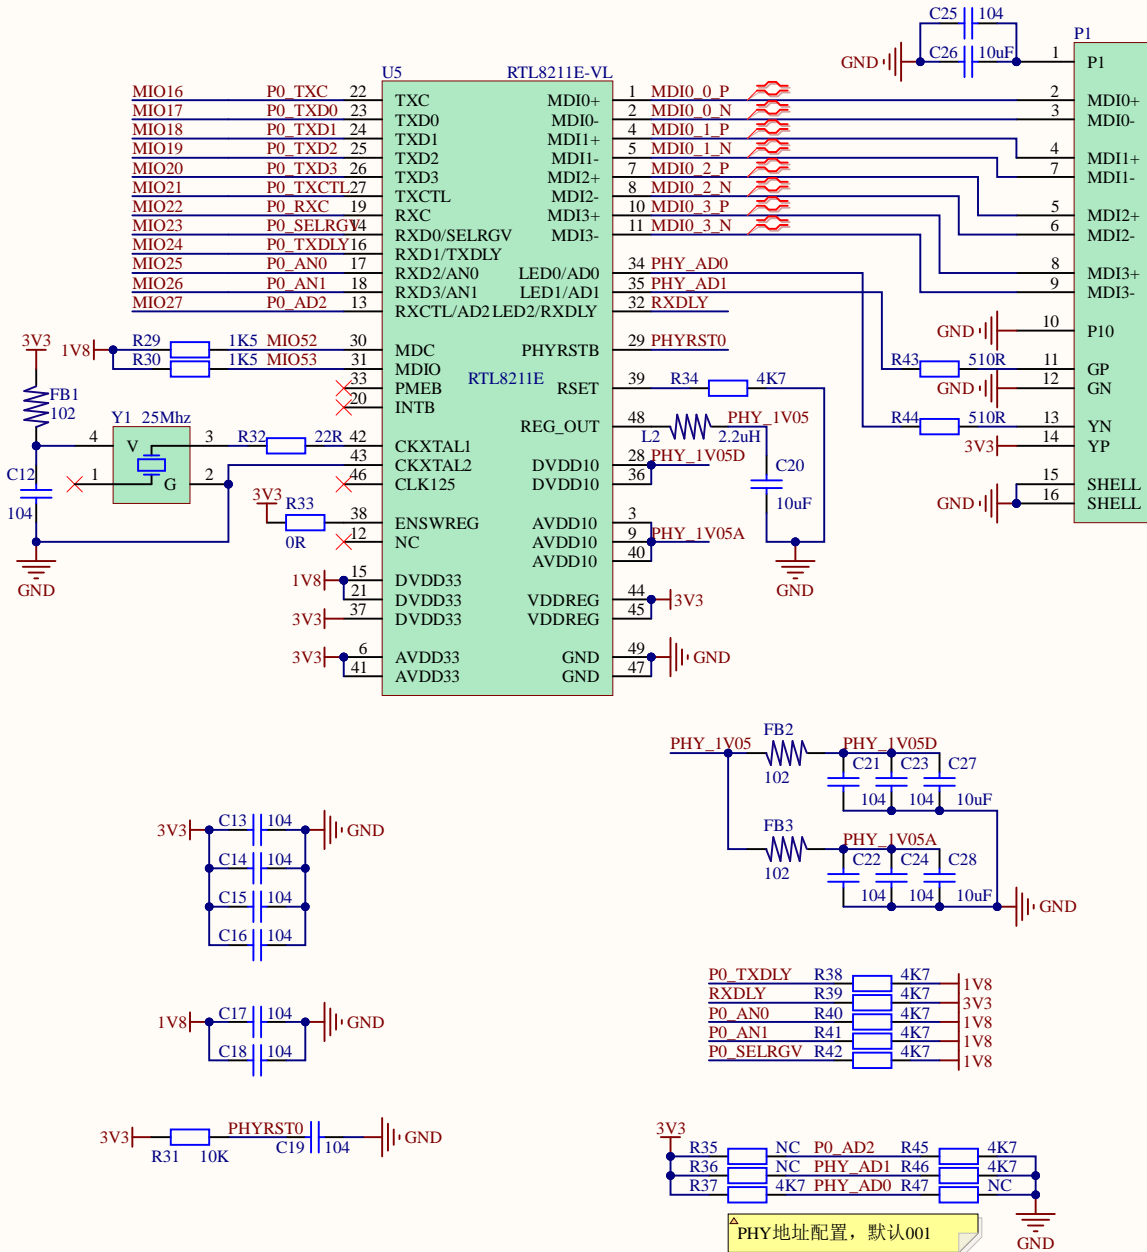 C25 104
P1
GND C26 10uF 1 P1
U5 RTL8211E-VL
MIO16 P0_TXC 22 TXC MDI0+ 1 MDI0_0_P 2 MDI0+
MIO17 P0_TXD0 23 TXD0 MDI0- 2 MDI0_0_N 3 MDI0-
MIO18 P0_TXD1 24 TXD1 MDI1+ 4 MDI0_1_P
MIO19 P0_TXD2 25 TXD2 MDI1- 5 MDI0_1_N 4 MDI1+
MIO20 P0_TXD3 26 TXD3 MDI2+ 7 MDI0_2_P 7 MDI1-
MIO21 P0_TXCTL 27 TXCTL MDI2- 8 MDI0_2_N
MIO22 P0_RXC 19 RXC MDI3+ 10 MDI0_3_P 5 MDI2+
MIO23 P0_SELRGV 14 RXD0/SELRGV MDI3- 11 MDI0_3_N 6 MDI2-
MIO24 P0_TXDLY 16 RXD1/TXDLY
MIO25 P0_AN0 17 RXD2/AN0 LED0/AD0 34 PHY_AD0 8 MDI3+
MIO26 P0_AN1 18 RXD3/AN1 LED1/AD1 35 PHY_AD1 9 MDI3-
MIO27 P0_AD2 13 RXCTL/AD2 LED2/RXDLY 32 RXDLY
GND 10 P10
3V3 1V8 R29 1K5 MIO52 30 MDC PHYRSTB 29 PHYRST0
R30 1K5 MIO53 31 MDIO R43 510R 11 GP
33 PMEB RTL8211E RSET 39 R34 4K7 GND 12 GN
FB1 102
20 INTB
Y1 25Mhz REG_OUT 48 L2 2.2uH PHY_1V05 R44 510R 13 YN
4 V 3 R32 22R 42 CKXTAL1 3V3 14 YP
C12 104 1 G 2 43 CKXTAL2 DVDD10 28 PHY_1V05D C20 10uF
46 CLK125 DVDD10 36 15 SHELL
3V3 R33 0R 38 ENSWREG AVDD10 3 GND 16 SHELL
12 NC AVDD10 9 PHY_1V05A
AVDD10 40
GND 1V8 15 DVDD33 GND
21 DVDD33 VDDREG 44 3V3
3V3 37 DVDD33 VDDREG 45
3V3 6 AVDD33 GND 49 GND
41 AVDD33 GND 47
PHY_1V05 FB2 102 PHY_1V05D
C21 C23 C27
104 104 10uF
3V3 C13 104 GND
FB3 102 PHY_1V05A
C14 104
C22 C24 C28
104 104 10uF
C15 104
GND
C16 104
P0_TXDLY R38 4K7 1V8
RXDLY R39 4K7 3V3
1V8 C17 104 GND
P0_AN0 R40 4K7 1V8
P0_AN1 R41 4K7 1V8
C18 104
P0_SELRGV R42 4K7 1V8
3V3 R31 10K PHYRST0 C19 104 GND
3V3
R35 NC P0_AD2 R45 4K7
R36 NC PHY_AD1 R46 4K7
R37 4K7 PHY_AD0 R47 NC
GND
PHY地址配置，默认001